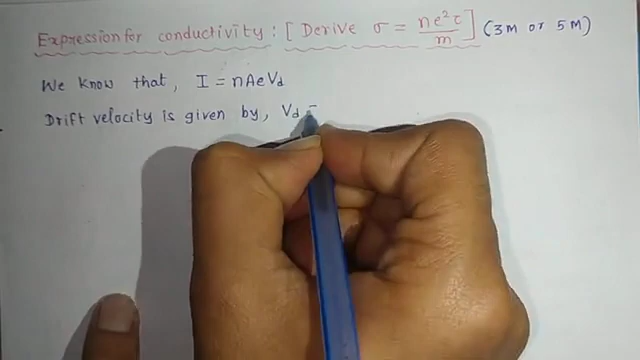 Expression for conductivity : [ Derive σ = ne²τ/m ] (3M or 5M)
We know that, I = nAeVd
Drift velocity is given by, Vd =